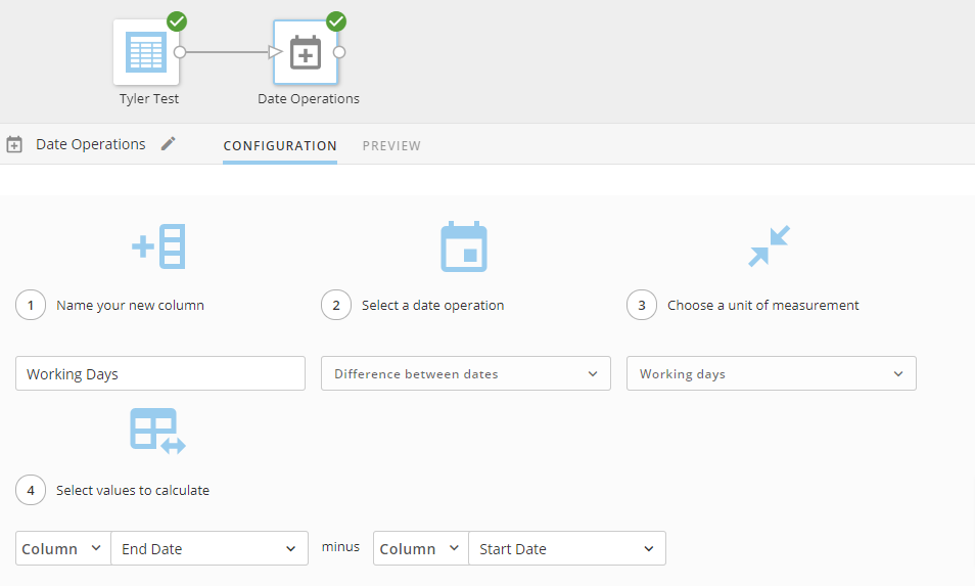 Tyler Test
Date Operations
Date Operations
CONFIGURATION
PREVIEW
1 Name your new column
2 Select a date operation
3 Choose a unit of measurement
Working Days
Difference between dates
Working days
4 Select values to calculate
Column End Date minus Column Start Date